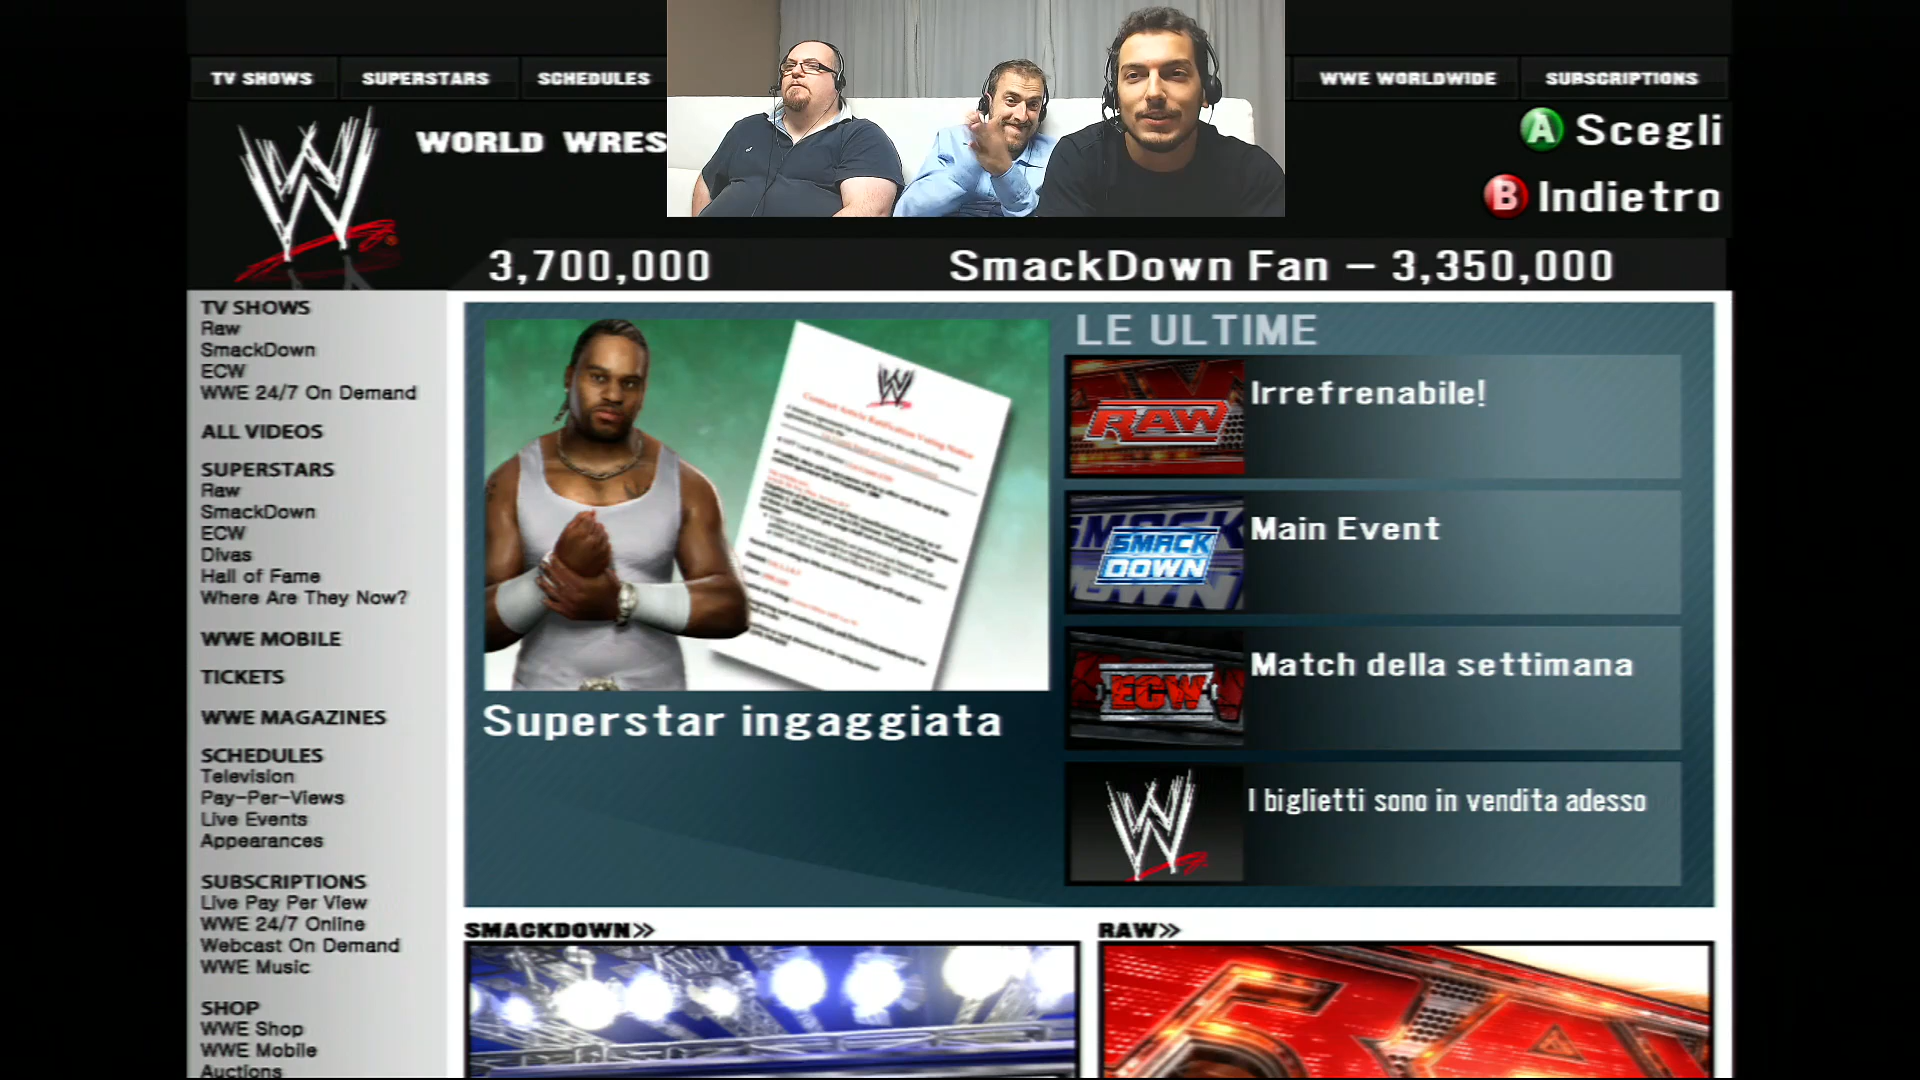 TV SHOWS SUPERSTARS SCHEDULES WWE WORLDWIDE SUBSCRIPTIONS
WORLD WRES
A Scegli
B Indietro
3,700,000 SmackDown Fan – 3,350,000
TV SHOWS
Raw
SmackDown
ECW
WWE 24/7 On Demand
ALL VIDEOS
SUPERSTARS
Raw
SmackDown
ECW
Divas
Hall of Fame
Where Are They Now?
WWE MOBILE
TICKETS
WWE MAGAZINES
SCHEDULES
Television
Pay-Per-Views
Live Events
Appearances
SUBSCRIPTIONS
Live Pay Per View
WWE 24/7 Online
Webcast On Demand
WWE Music
SHOP
WWE Shop
WWE Mobile
Auctions
Superstar ingaggiata
LE ULTIME
RAW
Irrefrenabile!
SMACK
DOWN
Main Event
ECW
Match della settimana
I biglietti sono in vendita adesso
SMACKDOWN»
RAW»